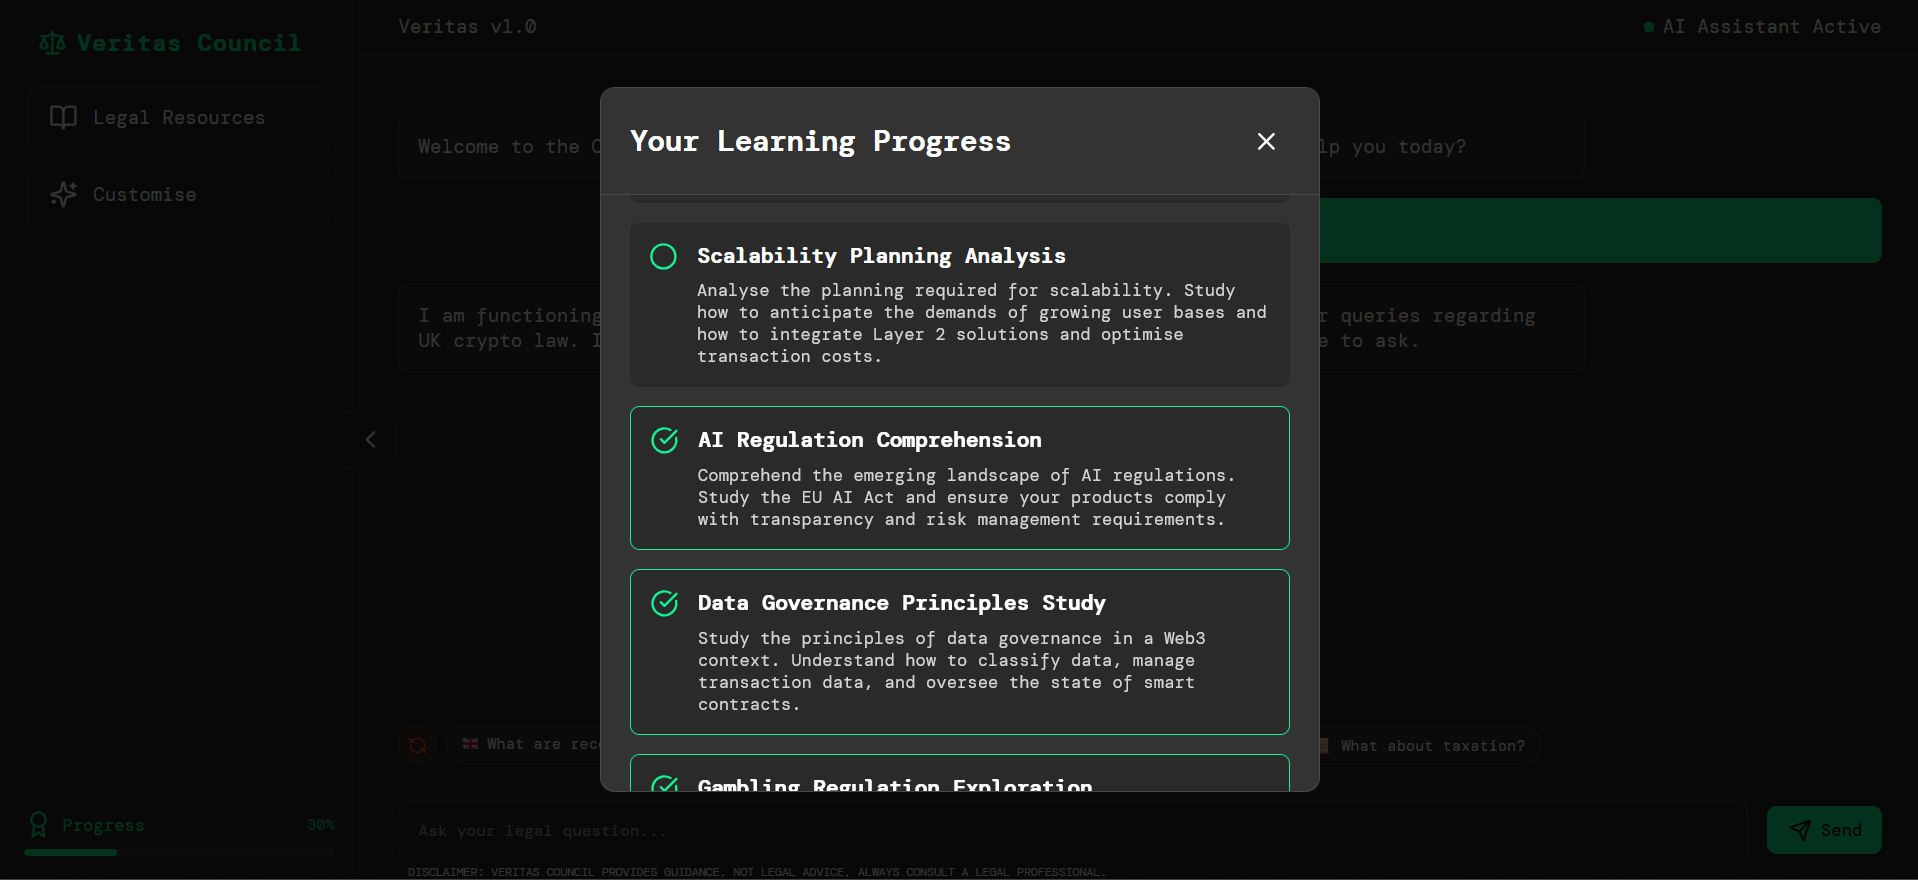 Veritas Council
Veritas v1.0
AI Assistant Active
Legal Resources
Customise
Welcome to the
lp you today?
I am functioning
r queries regarding
UK crypto law. I
e to ask.
Your Learning Progress
Scalability Planning Analysis
Analyse the planning required for scalability. Study
how to anticipate the demands of growing user bases and
how to integrate Layer 2 solutions and optimise
transaction costs.
AI Regulation Comprehension
Comprehend the emerging landscape of AI regulations.
Study the EU AI Act and ensure your products comply
with transparency and risk management requirements.
Data Governance Principles Study
Study the principles of data governance in a Web3
context. Understand how to classify data, manage
transaction data, and oversee the state of smart
contracts.
Gambling Regulation Exploration
What are rec
What about taxation?
Progress
30%
Ask your legal question...
Send
DISCLAIMER: VERITAS COUNCIL PROVIDES GUIDANCE, NOT LEGAL ADVICE, ALWAYS CONSULT A LEGAL PROFESSIONAL.